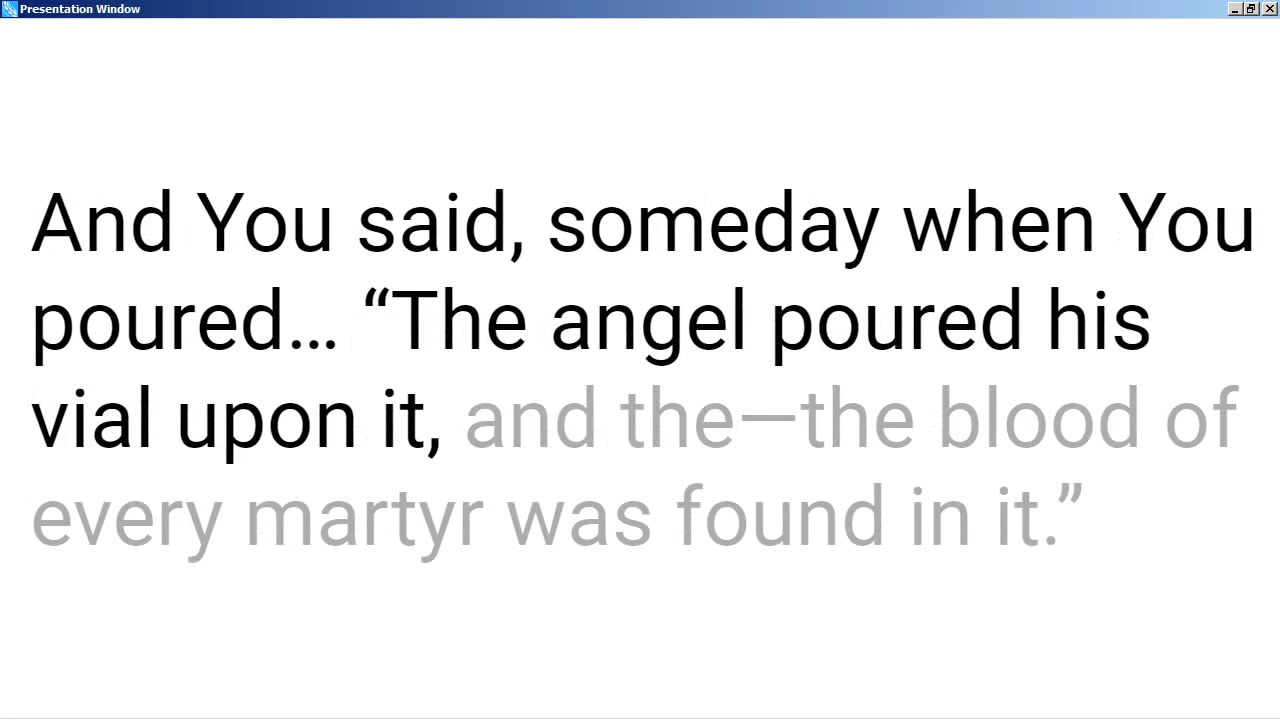 Presentation Window
And You said, someday when You
poured… “The angel poured his
vial upon it, and the—the blood of
every martyr was found in it.”